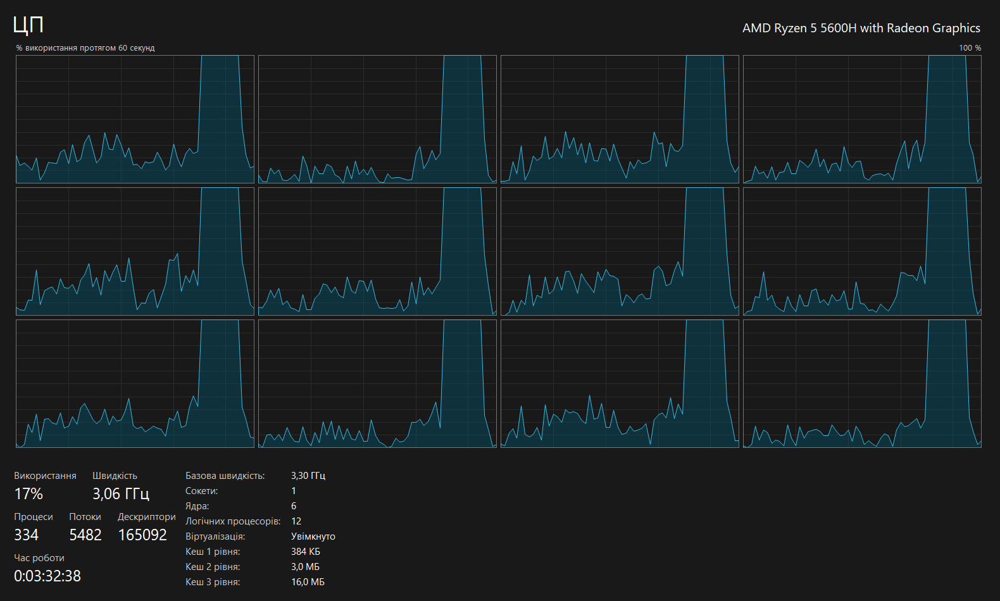 ЦП
AMD Ryzen 5 5600H with Radeon Graphics
% використання протягом 60 секунд
100 %
Використання
Швидкість
17%
3,06 ГГц
Процеси
Потоки
Дескриптори
334
5482
165092
Час роботи
0:03:32:38
Базова швидкість: 3,30 ГГц
Сокети: 1
Ядра: 6
Логічних процесорів: 12
Віртуалізація: Увімкнуто
Кеш 1 рівня: 384 КБ
Кеш 2 рівня: 3,0 МБ
Кеш 3 рівня: 16,0 МБ